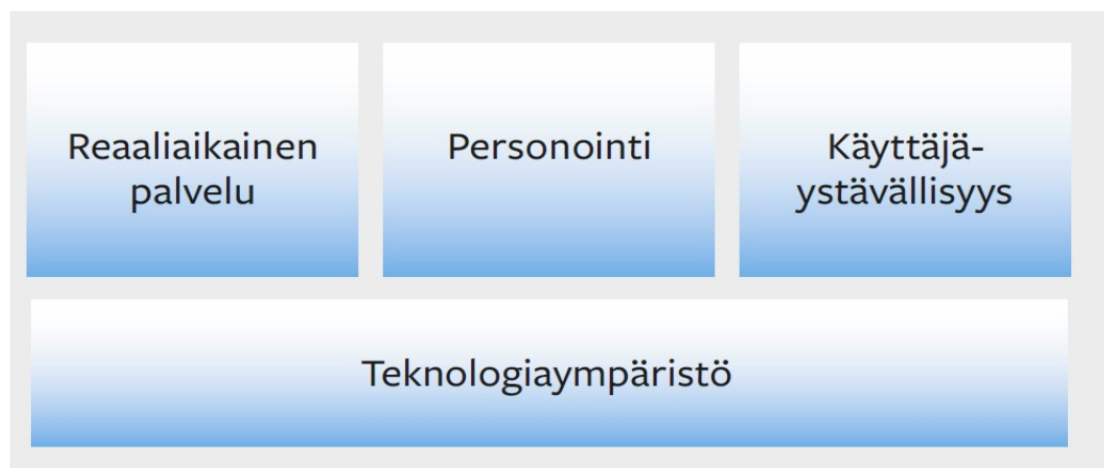 Reaaliaikainen
palvelu
Personointi
Käyttäjä-
ystävällisyys
Teknologiaympäristö